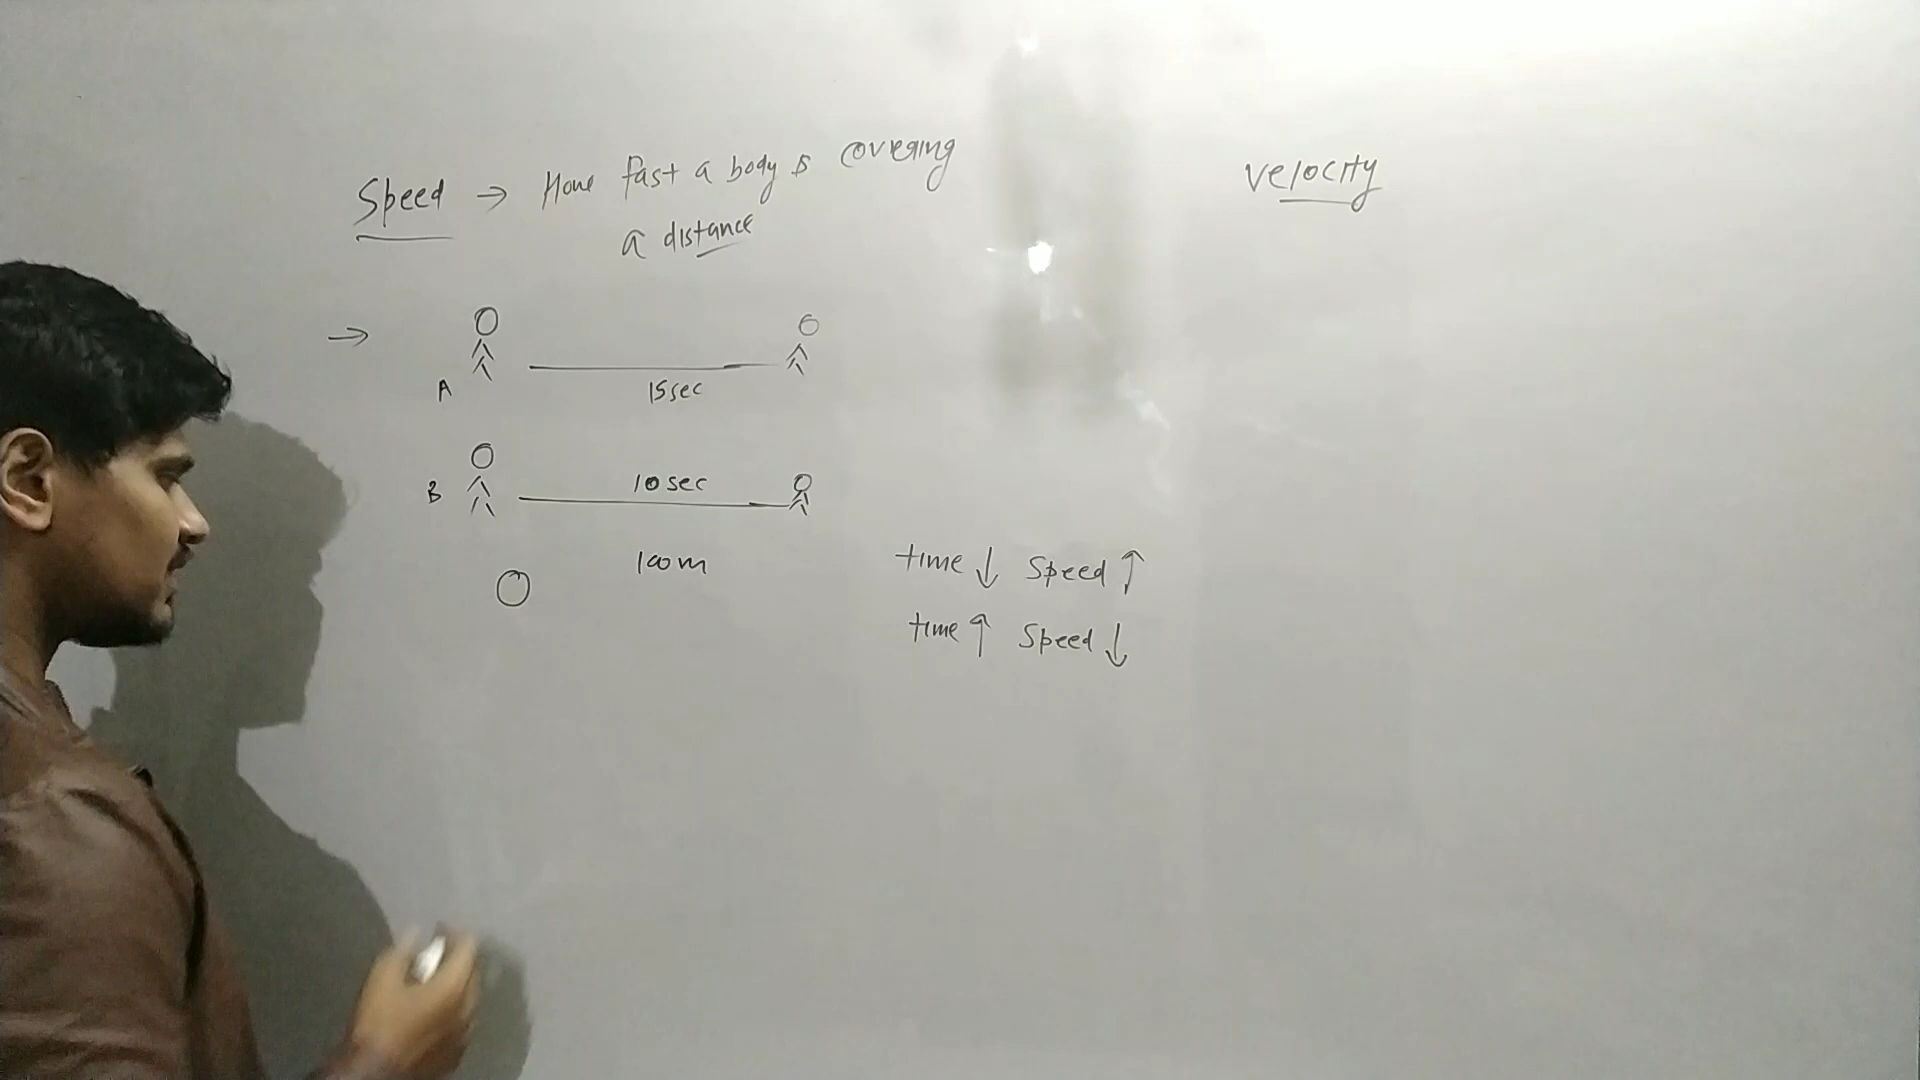 Speed → How fast a body is covering
a distance
Velocity
→
A
15sec
B
10 sec
100m
time ↓ Speed ↑
time ↑ Speed ↓